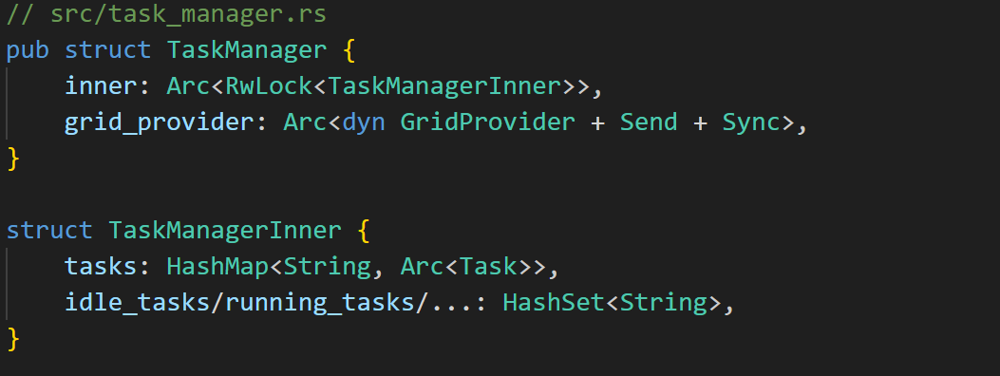 // src/task_manager.rs
pub struct TaskManager {
    inner: Arc<RwLock<TaskManagerInner>>,
    grid_provider: Arc<dyn GridProvider + Send + Sync>,
}

struct TaskManagerInner {
    tasks: HashMap<String, Arc<Task>>,
    idle_tasks/running_tasks/...: HashSet<String>,
}